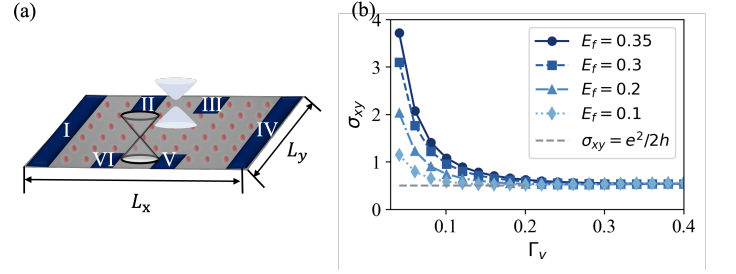 (a)
I
II
III
IV
VI
V
L_x
L_y
(b)
4
3
2
1
0
σ_xy
E_f = 0.35
E_f = 0.3
E_f = 0.2
E_f = 0.1
σ_xy = e²/2h
0.1
0.2
0.3
0.4
Γ_v